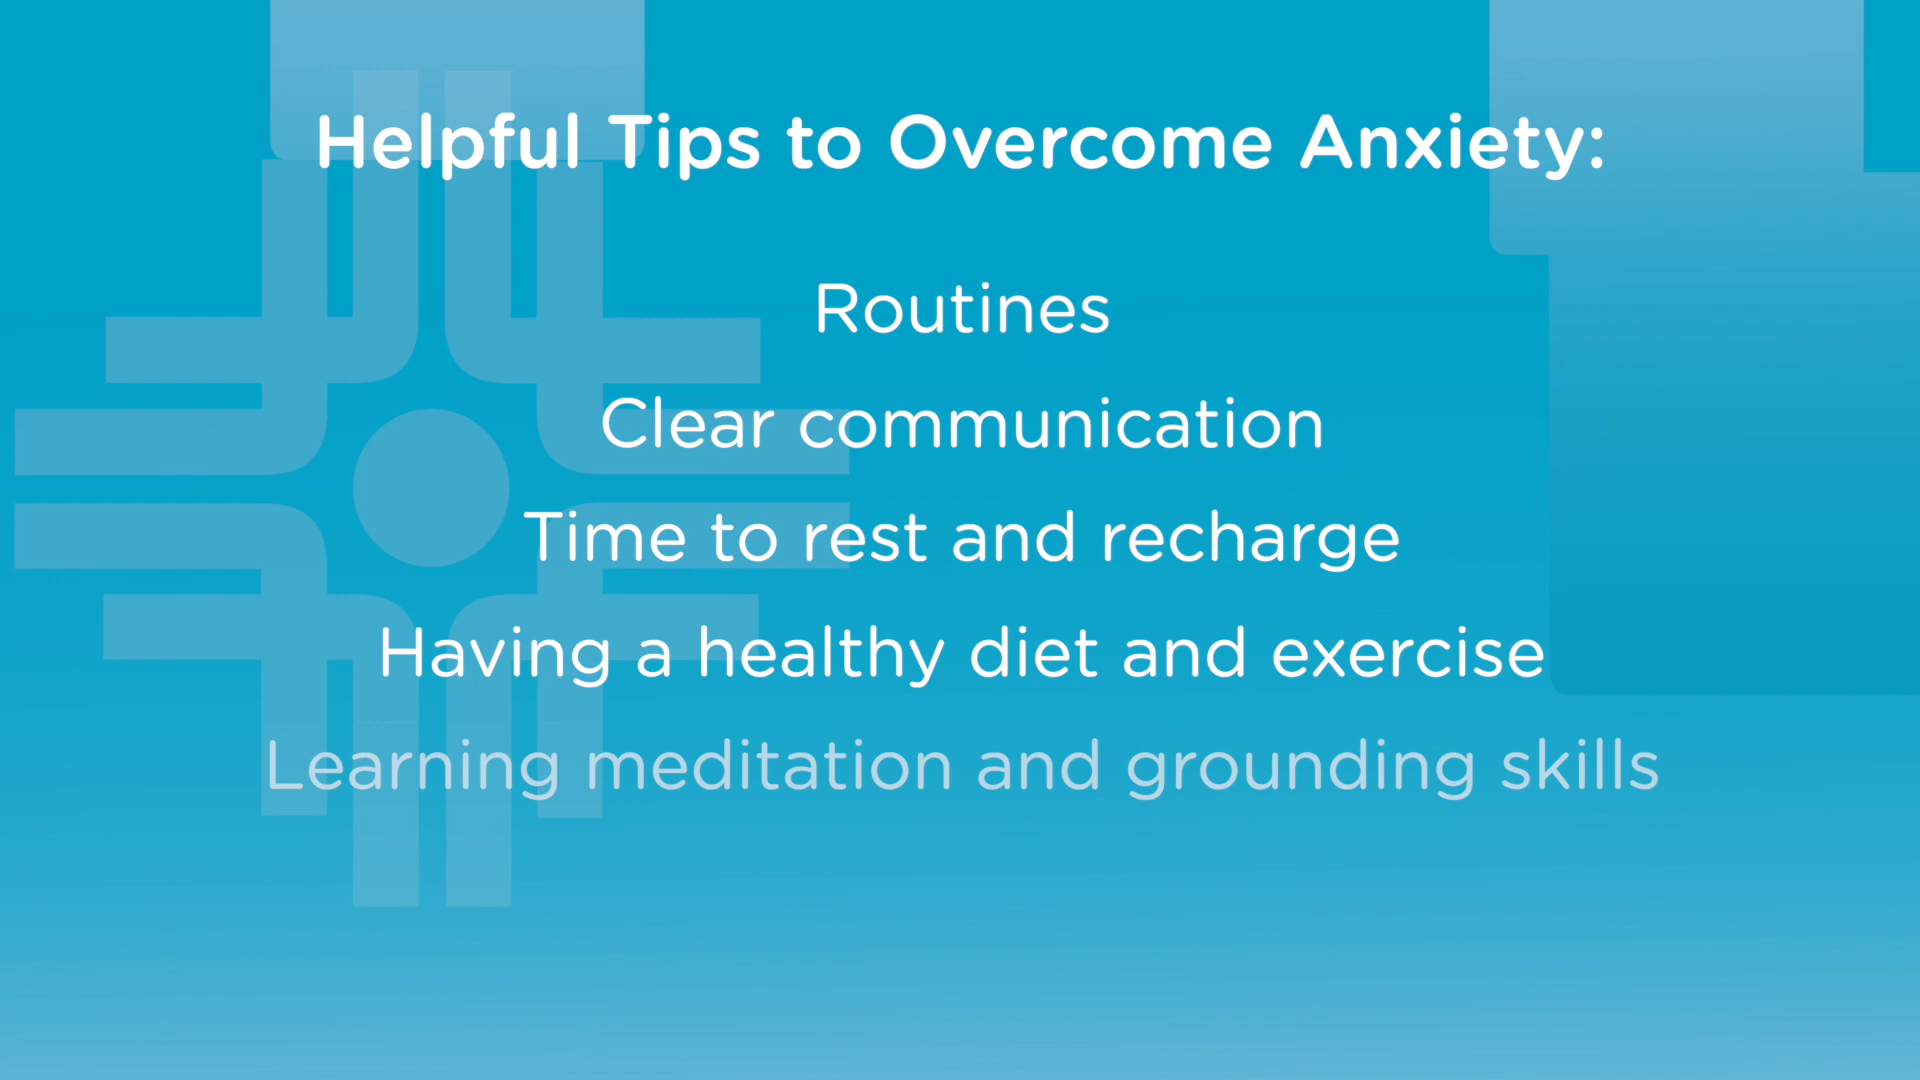 Helpful Tips to Overcome Anxiety:
Routines
Clear communication
Time to rest and recharge
Having a healthy diet and exercise
Learning meditation and grounding skills